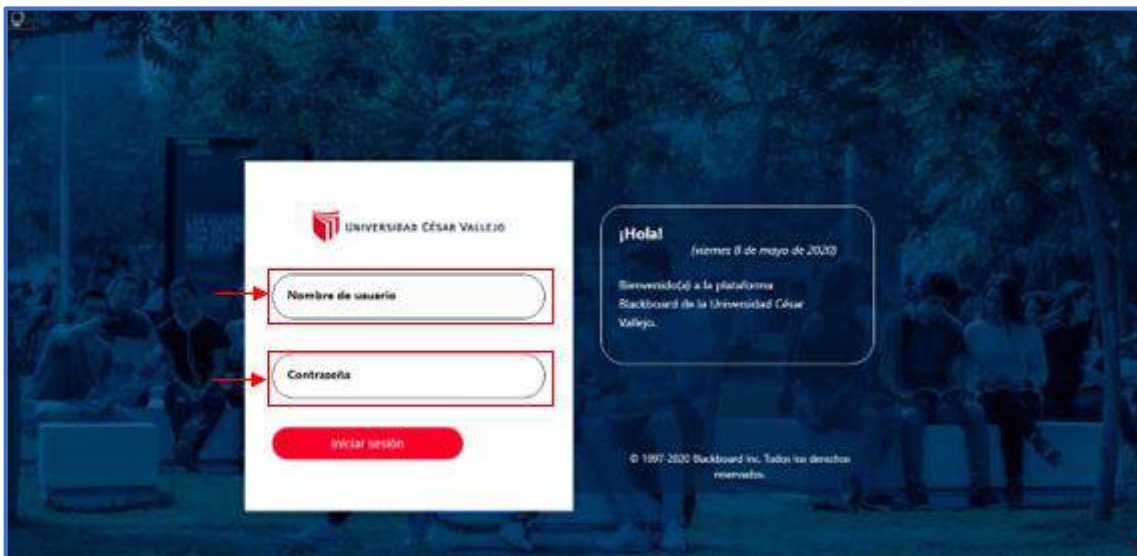 UNIVERSIDAD CÉSAR VALLEJO
Nombre de usuario
Contraseña
Iniciar sesión
¡Hola!
(viernes 8 de mayo de 2020)
Bienvenido(a) a la plataforma
Blackboard de la Universidad César
Vallejo.
© 1997-2020 Blackboard Inc. Todos los derechos
reservados.